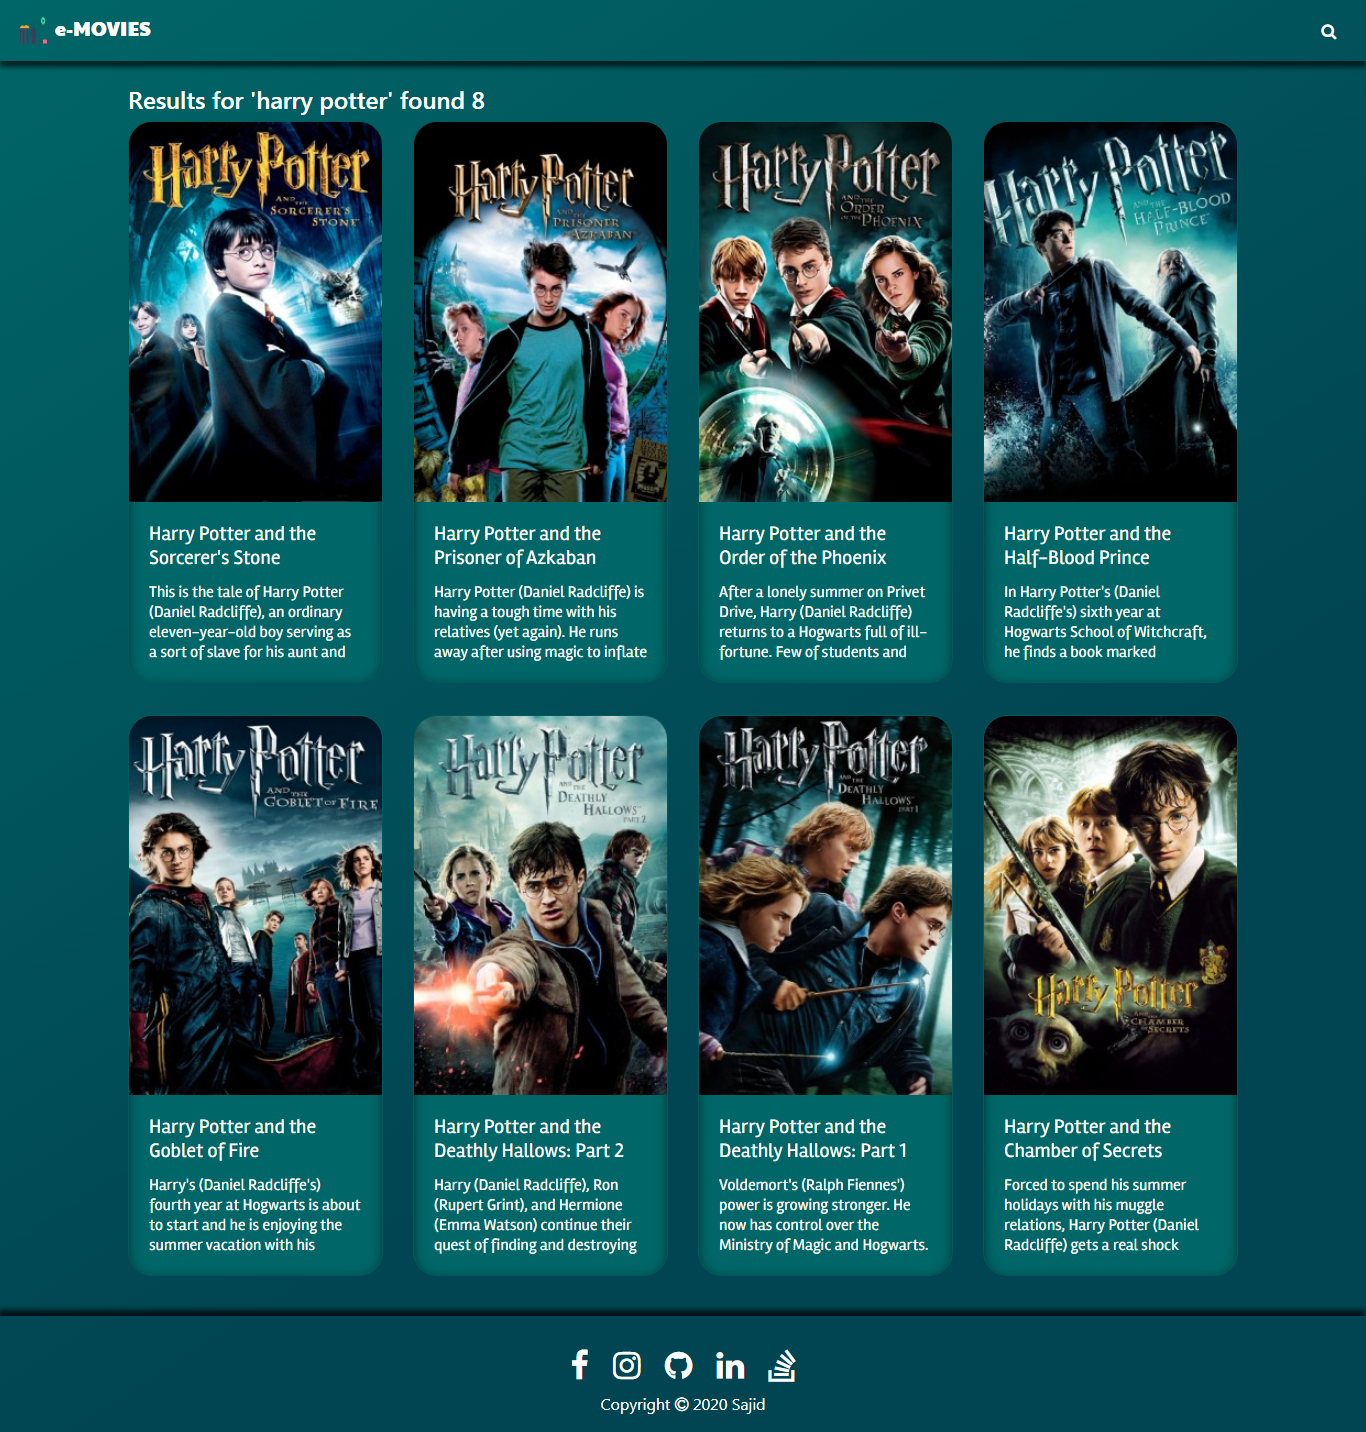 e-MOVIES
Results for 'harry potter' found 8
Harry Potter
AND THE
SORCERER'S
STONE
Harry Potter
AND THE
PRISONER
OF AZKABAN
Harry Potter
AND THE
ORDER
OF THE PHOENIX
Harry Potter
AND THE
HALF-BLOOD
PRINCE
Harry Potter and the
Sorcerer's Stone
This is the tale of Harry Potter
(Daniel Radcliffe), an ordinary
eleven-year-old boy serving as
a sort of slave for his aunt and
Harry Potter and the
Prisoner of Azkaban
Harry Potter (Daniel Radcliffe) is
having a tough time with his
relatives (yet again). He runs
away after using magic to inflate
Harry Potter and the
Order of the Phoenix
After a lonely summer on Privet
Drive, Harry (Daniel Radcliffe)
returns to a Hogwarts full of ill-
fortune. Few of students and
Harry Potter and the
Half-Blood Prince
In Harry Potter's (Daniel
Radcliffe's) sixth year at
Hogwarts School of Witchcraft,
he finds a book marked
Harry Potter
AND THE
GOBLET OF FIRE
Harry Potter
AND THE
DEATHLY
HALLOWS
PART 2
Harry Potter
AND THE
DEATHLY
HALLOWS
PART 1
Harry Potter
AND THE
CHAMBER
OF SECRETS
Harry Potter and the
Goblet of Fire
Harry's (Daniel Radcliffe's)
fourth year at Hogwarts is about
to start and he is enjoying the
summer vacation with his
Harry Potter and the
Deathly Hallows: Part 2
Harry (Daniel Radcliffe), Ron
(Rupert Grint), and Hermione
(Emma Watson) continue their
quest of finding and destroying
Harry Potter and the
Deathly Hallows: Part 1
Voldemort's (Ralph Fiennes')
power is growing stronger. He
now has control over the
Ministry of Magic and Hogwarts.
Harry Potter and the
Chamber of Secrets
Forced to spend his summer
holidays with his muggle
relations, Harry Potter (Daniel
Radcliffe) gets a real shock
Copyright © 2020 Sajid